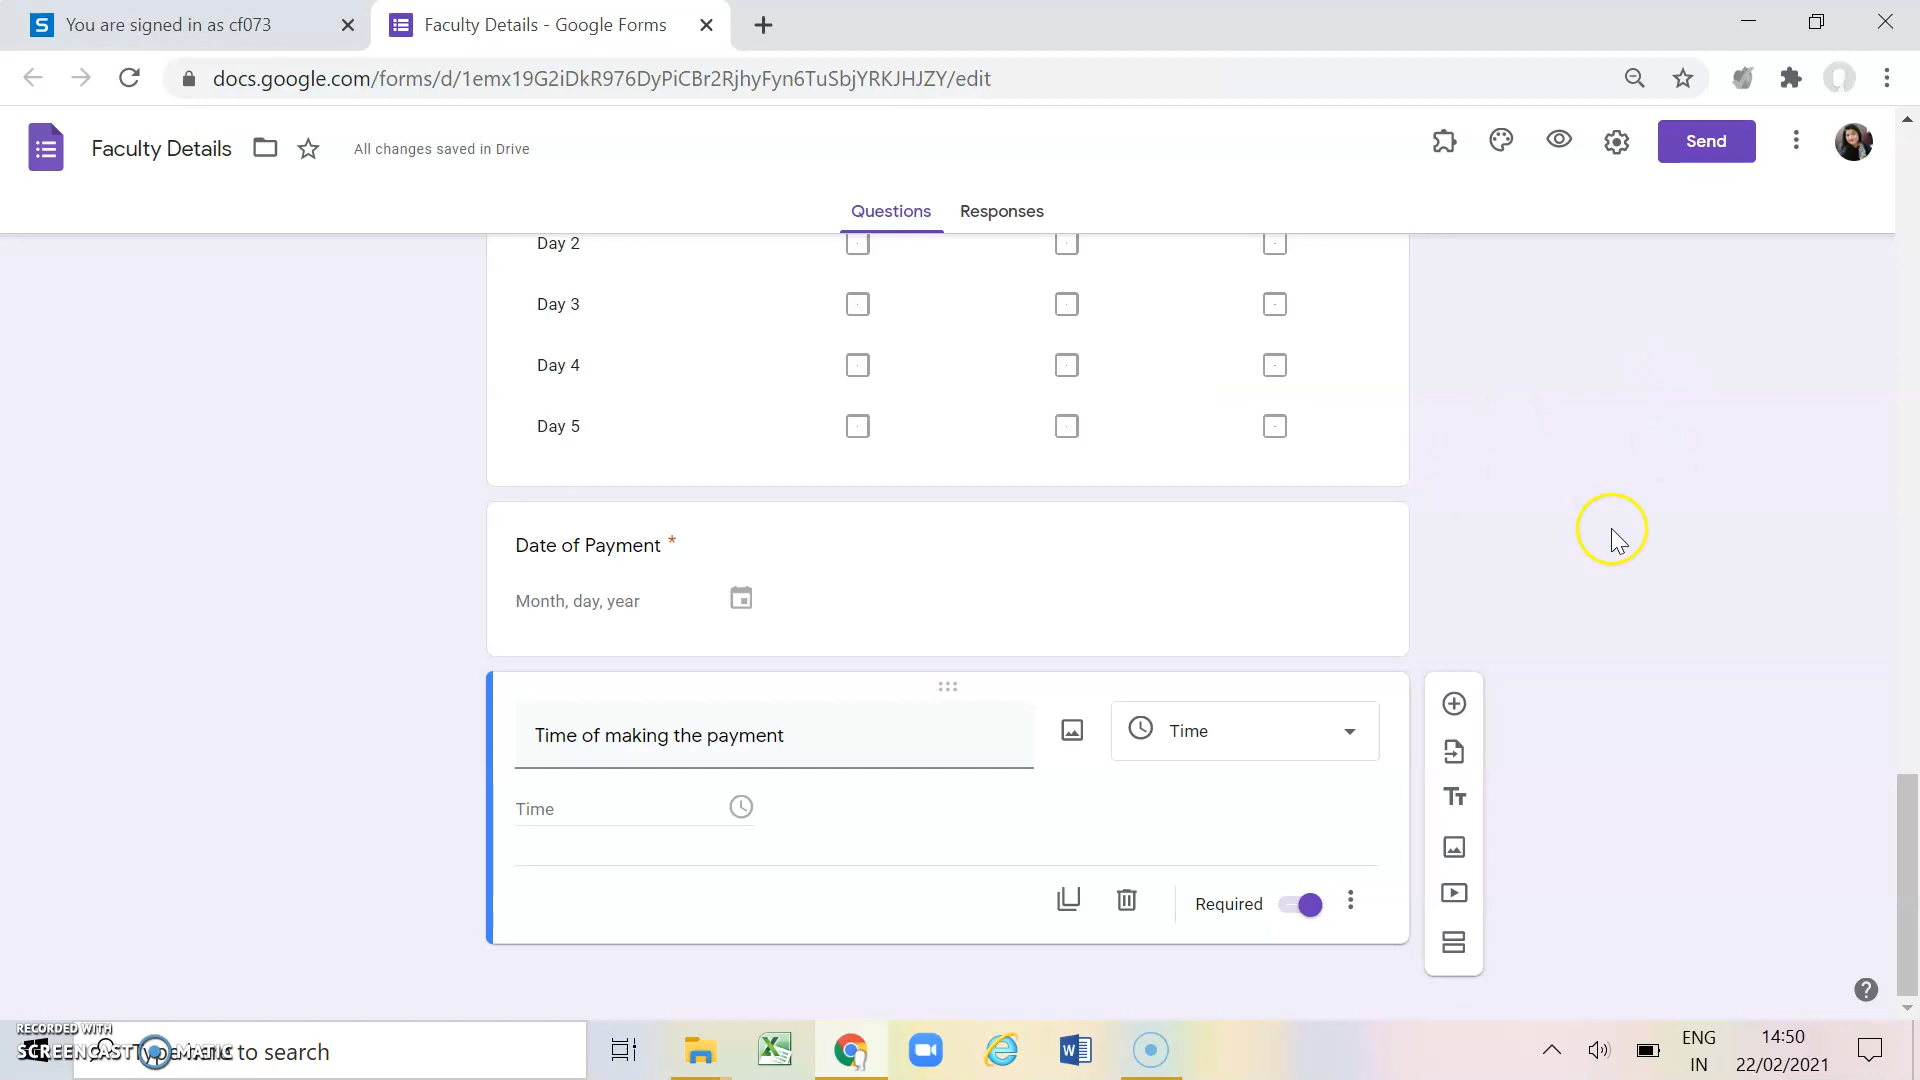 You are signed in as cf073
Faculty Details - Google Forms
docs.google.com/forms/d/1emx19G2iDkR976DyPiCBr2RjhyFyn6TuSbjYRKJHJZY/edit
Faculty Details
All changes saved in Drive
Send
Questions
Responses
Day 2
Day 3
Day 4
Day 5
Date of Payment *
Month, day, year
Time of making the payment
Time
Time
Required
RECORDED WITH
SCREENCAST MATIC
to search
ENG
IN
14:50
22/02/2021